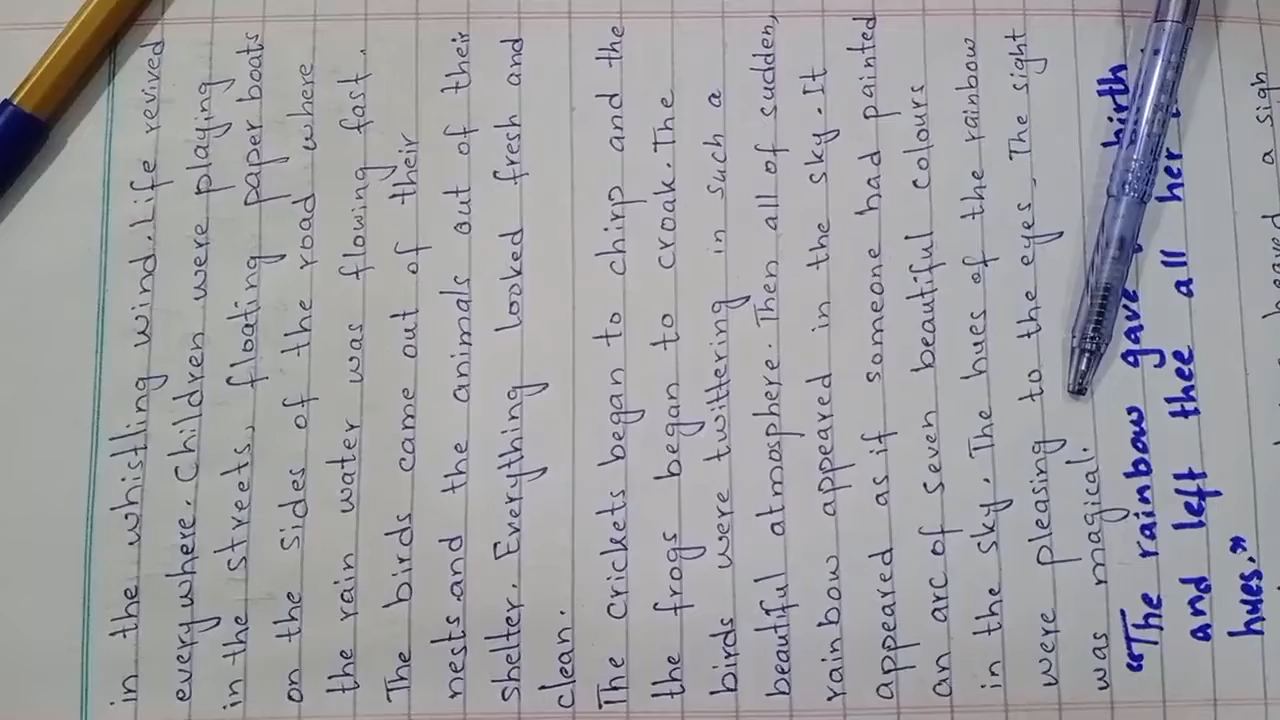 in the whistling wind. Life revived
everywhere. Children were playing
in the streets, floating paper boats
on the sides of the road where
the rain water was flowing fast.
The birds came out of their
nests and the animals out of their
shelter. Everything looked fresh and
clean.
The crickets began to chirp and the
the frogs began to croak. The
birds were twittering in such a
beautiful atmosphere. Then all of sudden,
rainbow appeared in the sky. It
appeared as if someone had painted
an arc of seven beautiful colours
in the sky. The hues of the rainbow
were pleasing to the eyes. The sight
was magical.
"The rainbow gave birth
and left thee all her
hues."
heaved a sigh